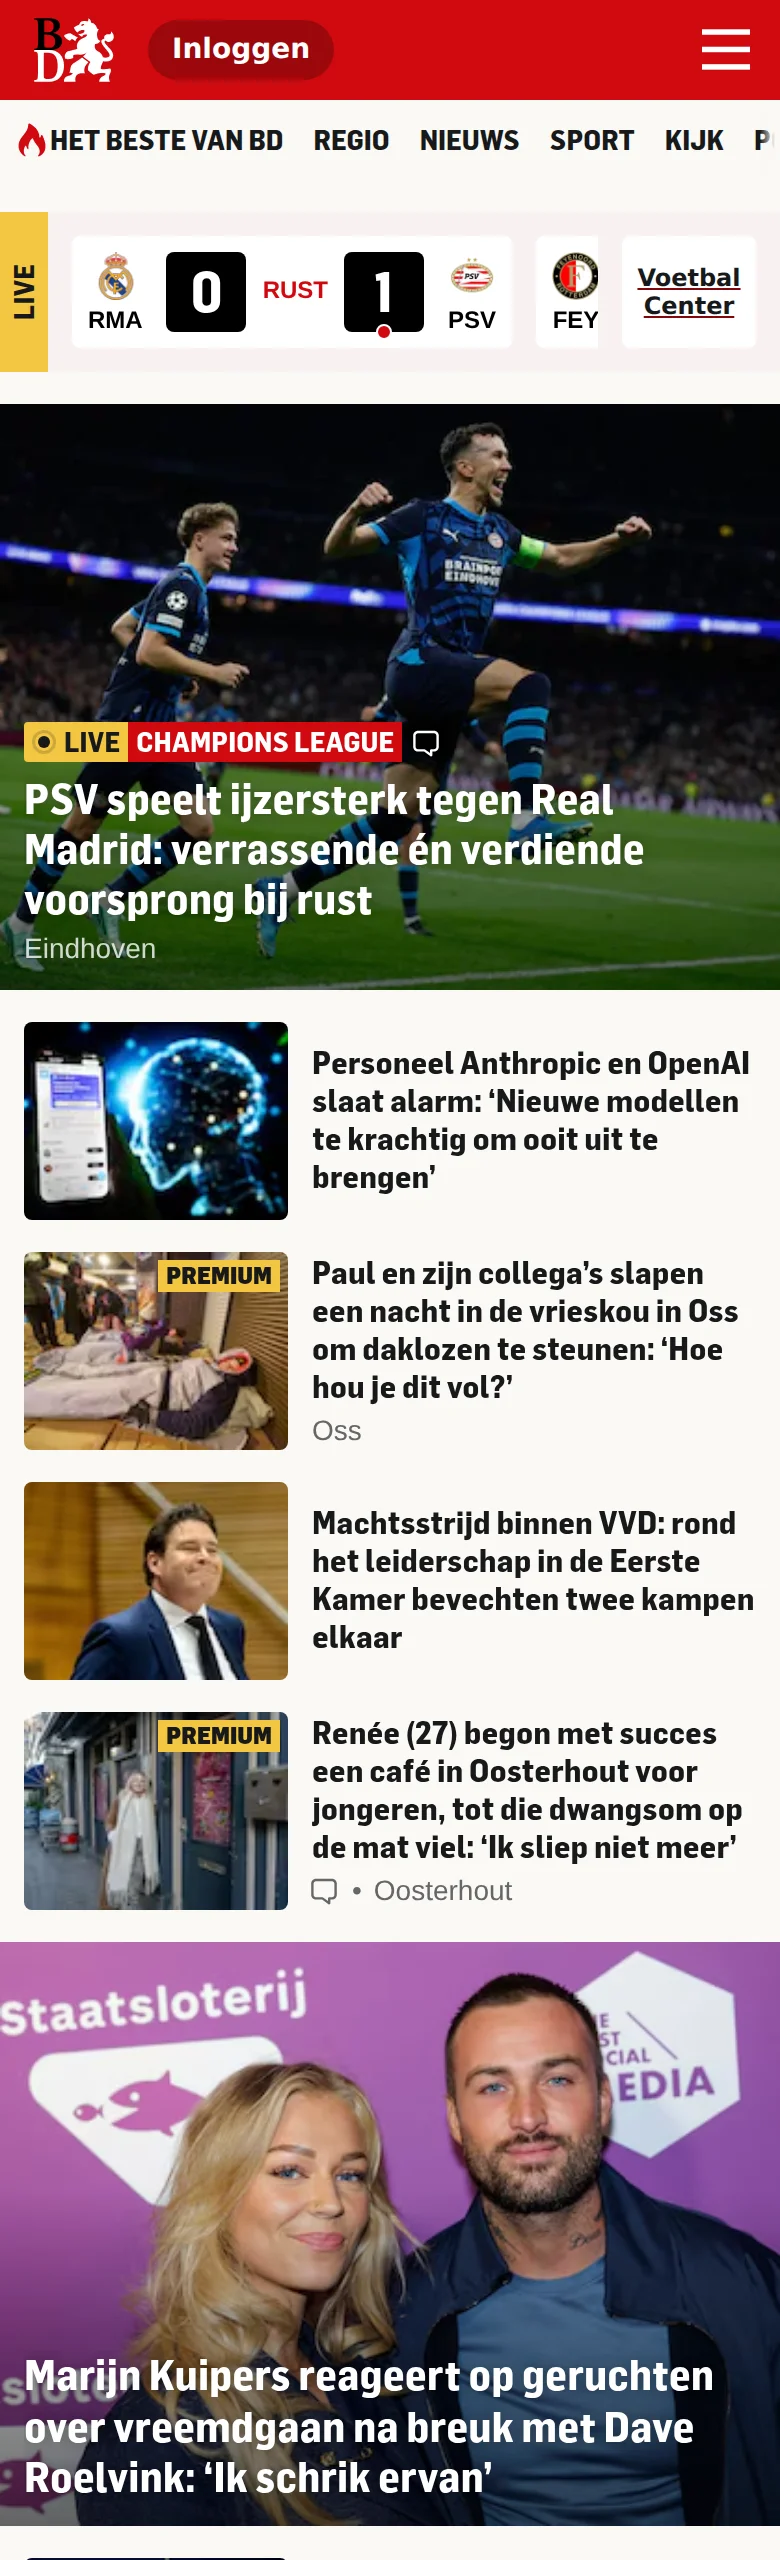 BD
Inloggen
HET BESTE VAN BD REGIO NIEUWS SPORT KIJK
LIVE
RMA 0 RUST 1 PSV PSV
FEYENOORD ROTTERDAM
F
FEY
Voetbal
Center
BRAINPORT
EINDHOVEN
LIVE CHAMPIONS LEAGUE
PSV speelt ijzersterk tegen Real
Madrid: verrassende én verdiende
voorsprong bij rust
Eindhoven
Personeel Anthropic en OpenAI
slaat alarm: ‘Nieuwe modellen
te krachtig om ooit uit te
brengen’
PREMIUM
Paul en zijn collega’s slapen
een nacht in de vrieskou in Oss
om daklozen te steunen: ‘Hoe
hou je dit vol?’
Oss
Machtsstrijd binnen VVD: rond
het leiderschap in de Eerste
Kamer bevechten twee kampen
elkaar
PREMIUM
Renée (27) begon met succes
een café in Oosterhout voor
jongeren, tot die dwangsom op
de mat viel: ‘Ik sliep niet meer’
• Oosterhout
Staatsloterij
Marijn Kuipers reageert op geruchten
over vreemdgaan na breuk met Dave
Roelvink: ‘Ik schrik ervan’